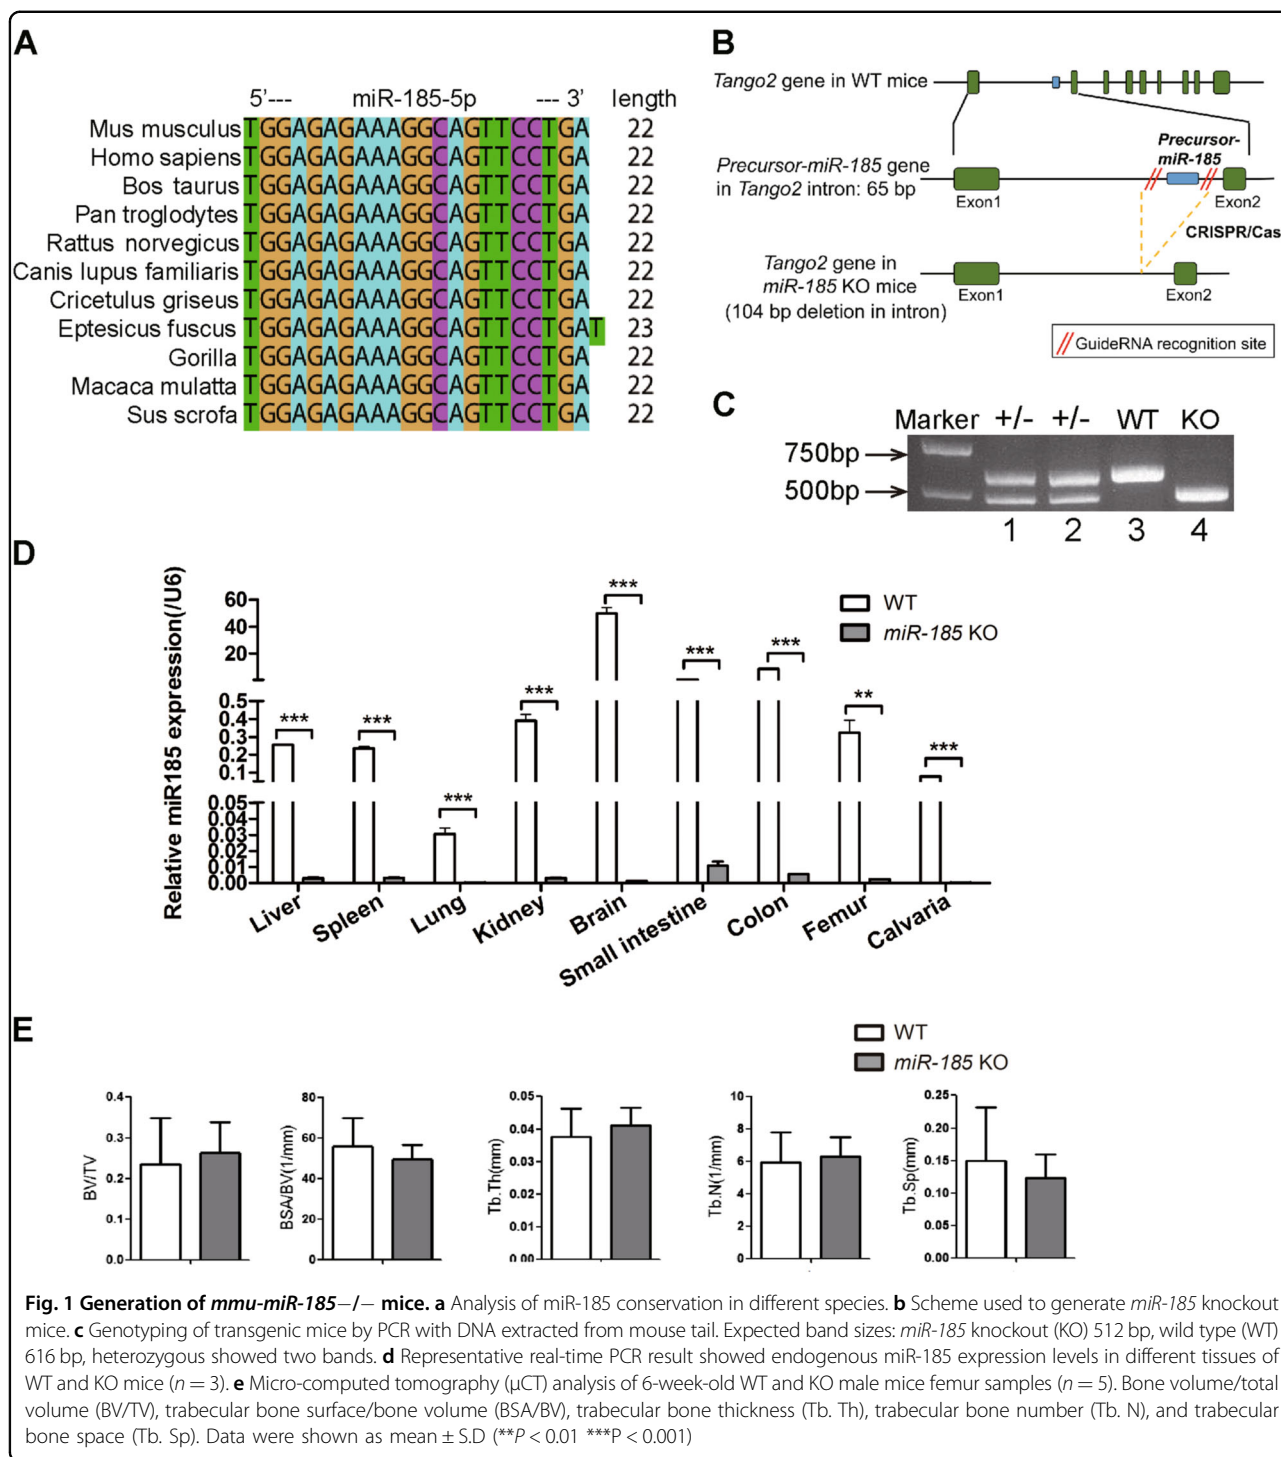 A
5'--- miR-185-5p --- 3' length
Mus musculus TGGAGAGAAAGGCAGTTCCTGA 22
Homo sapiens TGGAGAGAAAGGCAGTTCCTGA 22
Bos taurus TGGAGAGAAAGGCAGTTCCTGA 22
Pan troglodytes TGGAGAGAAAGGCAGTTCCTGA 22
Rattus norvegicus TGGAGAGAAAGGCAGTTCCTGA 22
Canis lupus familiaris TGGAGAGAAAGGCAGTTCCTGA 22
Cricetulus griseus TGGAGAGAAAGGCAGTTCCTGA 22
Eptesicus fuscus TGGAGAGAAAGGCAGTTCCTGAT 23
Gorilla TGGAGAGAAAGGCAGTTCCTGA 22
Macaca mulatta TGGAGAGAAAGGCAGTTCCTGA 22
Sus scrofa TGGAGAGAAAGGCAGTTCCTGA 22
B
Tango2 gene in WT mice
Precursor-miR-185 gene
in Tango2 intron: 65 bp
Precursor-
miR-185
Exon1 Exon2
CRISPR/Cas
Tango2 gene in
miR-185 KO mice
(104 bp deletion in intron)
Exon1 Exon2
// GuideRNA recognition site
C
Marker +/- +/- WT KO
750bp
500bp
1 2 3 4
D
Relative miR185 expression(/U6)
60
40
20
0.5
0.4
0.3
0.2
0.1
0.05
0.04
0.03
0.02
0.01
0.00
*** *** *** *** *** *** *** ** ***
WT
miR-185 KO
Liver Spleen Lung Kidney Brain Small intestine Colon Femur Calvaria
E
WT
miR-185 KO
BV/TV
0.4
0.3
0.2
0.1
0.0
BSA/BV(1/mm)
80
60
40
20
0
Tb.Th(mm)
0.05
0.04
0.03
0.02
0.01
0.00
Tb.N(1/mm)
10
8
6
4
2
0
Tb.Sp(mm)
0.25
0.20
0.15
0.10
0.05
0.00
Fig. 1 Generation of mmu-miR-185−/− mice. a Analysis of miR-185 conservation in different species. b Scheme used to generate miR-185 knockout
mice. c Genotyping of transgenic mice by PCR with DNA extracted from mouse tail. Expected band sizes: miR-185 knockout (KO) 512 bp, wild type (WT)
616 bp, heterozygous showed two bands. d Representative real-time PCR result showed endogenous miR-185 expression levels in different tissues of
WT and KO mice (n = 3). e Micro-computed tomography (μCT) analysis of 6-week-old WT and KO male mice femur samples (n = 5). Bone volume/total
volume (BV/TV), trabecular bone surface/bone volume (BSA/BV), trabecular bone thickness (Tb. Th), trabecular bone number (Tb. N), and trabecular
bone space (Tb. Sp). Data were shown as mean ± S.D (**P < 0.01 ***P < 0.001)